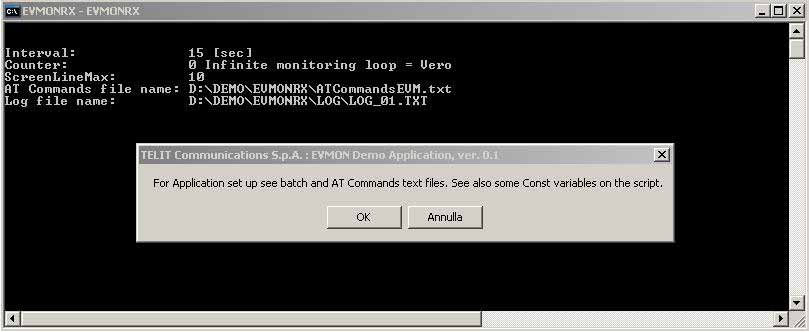 EVMONRX - EVMONRX
Interval: 15 [sec]
Counter: 0 Infinite monitoring loop = Vero
ScreenLineMax: 10
AT Commands file name: D:\DEMO\EVMONRX\ATCommandsEVM.txt
Log file name: D:\DEMO\EVMONRX\LOG\LOG_01.TXT
TELIT Communications S.p.A. : EVMON Demo Application, ver. 0.1
For Application set up see batch and AT Commands text files. See also some Const variables on the script.
OK Annulla